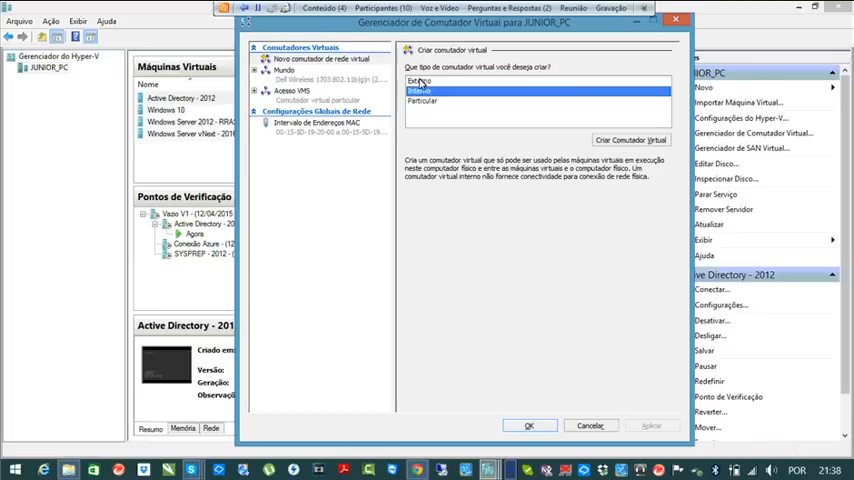 Conteúdo (4) Participantes (10) Voz e Vídeo Perguntas e Respostas (2) Reunião Gravação
Gerenciador de Comutador Virtual para JUNIOR_PC
Arquivo Ação Exibir Ajuda
Gerenciador do Hyper-V
JUNIOR_PC
Máquinas Virtuais
Nome
Active Directory - 2012
Windows 10
Windows Server 2012 - RRAS
Windows Server vNext - 2016
Pontos de Verificação
Vazio V1 - (12/04/2015
Active Directory -
Agora
Conexão Azure - (2
SYSPREP - 2012 - (
Active Directory - 201
Criado em:
Versão:
Geração:
Observaçõ
Resumo Memória Rede
Comutadores Virtuais
Novo comutador de rede virtual
Mundo
Dell Wireless 1703 802.11b|g|n (2...
Acesso VMS
Comutador virtual particular
Configurações Globais de Rede
Intervalo de Endereços MAC
00-15-5D-19-20-00 a 00-15-5D-19...
Criar comutador virtual
Que tipo de comutador virtual você deseja criar?
Externo
Interno
Particular
Criar Comutador Virtual
Cria um comutador virtual que só pode ser usado pelas máquinas virtuais em execução
neste computador físico e entre as máquinas virtuais e o computador físico. Um
comutador virtual interno não fornece conectividade para conexão de rede física.
OK Cancelar Aplicar
IOR_PC
Novo
Importar Máquina Virtual...
Configurações do Hyper-V...
Gerenciador de Comutador Virtual...
Gerenciador de SAN Virtual...
Editar Disco...
Inspecionar Disco...
Parar Serviço
Remover Servidor
Atualizar
Exibir
Ajuda
ve Directory - 2012
Conectar...
Configurações...
Desativar...
Desligar...
Salvar
Pausar
Redefinir
Ponto de Verificação
Reverter...
Mover...
POR 21:38